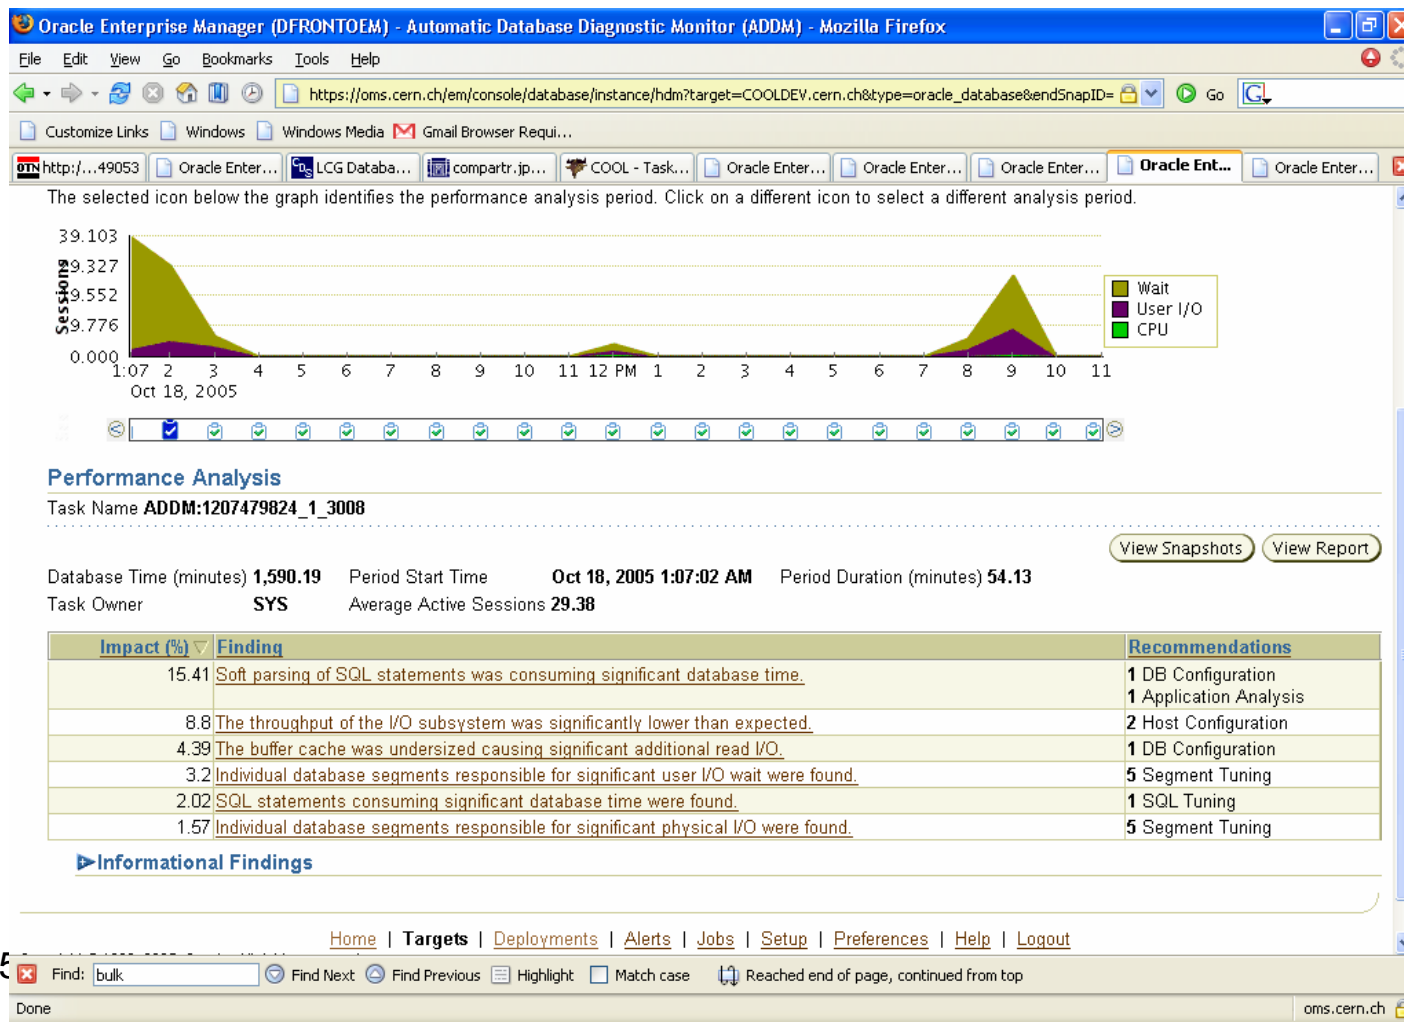 Oracle Enterprise Manager (DFRONTOEM) - Automatic Database Diagnostic Monitor (ADDM) - Mozilla Firefox
File Edit View Go Bookmarks Tools Help
https://oms.cern.ch/em/console/database/instance/hdm?target=COOLDEV.cern.ch&type=oracle_database&endSnapID= Go G
Customize Links Windows Windows Media Gmail Browser Requi...
OTN http:/...49053 Oracle Enter... CDS LCG Databa... compartr.jp... COOL - Task... Oracle Enter... Oracle Enter... Oracle Enter... Oracle Ent... Oracle Enter...
The selected icon below the graph identifies the performance analysis period. Click on a different icon to select a different analysis period.
39.103
9.327
9.552
9.776
0.000
Sessions
Wait
User I/O
CPU
1:07 2 3 4 5 6 7 8 9 10 11 12 PM 1 2 3 4 5 6 7 8 9 10 11
Oct 18, 2005
Performance Analysis
Task Name ADDM:1207479824_1_3008
View Snapshots View Report
Database Time (minutes) 1,590.19 Period Start Time Oct 18, 2005 1:07:02 AM Period Duration (minutes) 54.13
Task Owner SYS Average Active Sessions 29.38
Impact (%) Finding Recommendations
15.41 Soft parsing of SQL statements was consuming significant database time. 1 DB Configuration
1 Application Analysis
8.8 The throughput of the I/O subsystem was significantly lower than expected. 2 Host Configuration
4.39 The buffer cache was undersized causing significant additional read I/O. 1 DB Configuration
3.2 Individual database segments responsible for significant user I/O wait were found. 5 Segment Tuning
2.02 SQL statements consuming significant database time were found. 1 SQL Tuning
1.57 Individual database segments responsible for significant physical I/O were found. 5 Segment Tuning
Informational Findings
Home | Targets | Deployments | Alerts | Jobs | Setup | Preferences | Help | Logout
5
Find: bulk Find Next Find Previous Highlight Match case Reached end of page, continued from top
Done oms.cern.ch